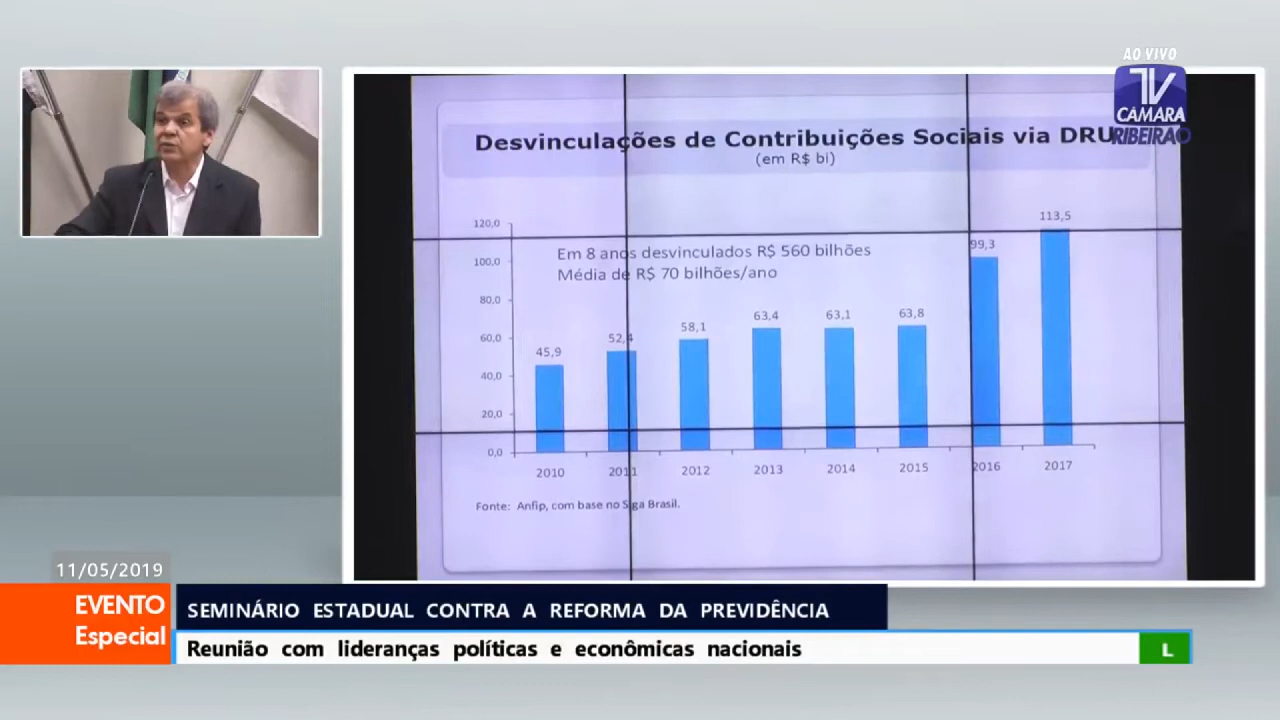 AO VIVO
TV
CÂMARA
RIBEIRÃO
Desvinculações de Contribuições Sociais via DRU
(em R$ bi)
Em 8 anos desvinculados R$ 560 bilhões
Média de R$ 70 bilhões/ano
120,0
100,0
80,0
60,0
40,0
20,0
0,0
45,9
52,4
58,1
63,4
63,1
63,8
99,3
113,5
2010
2011
2012
2013
2014
2015
2016
2017
Fonte: Anfip, com base no Siga Brasil.
11/05/2019
EVENTO
Especial
SEMINÁRIO ESTADUAL CONTRA A REFORMA DA PREVIDÊNCIA
Reunião com lideranças políticas e econômicas nacionais
L